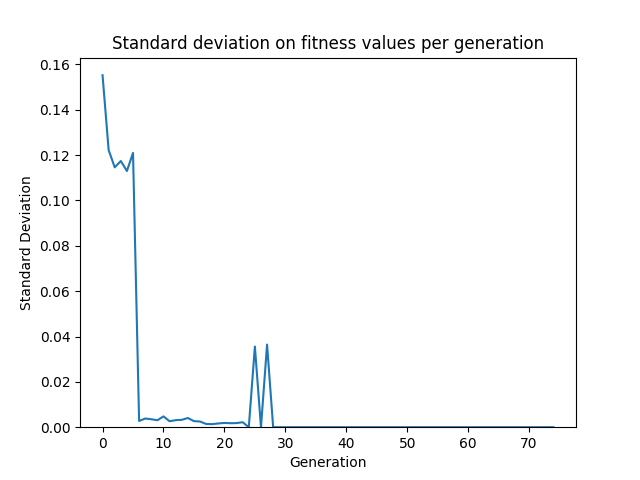 Standard deviation on fitness values per generation
0.16
0.14
0.12
0.10
0.08
0.06
0.04
0.02
0.00
Standard Deviation
0 10 20 30 40 50 60 70
Generation